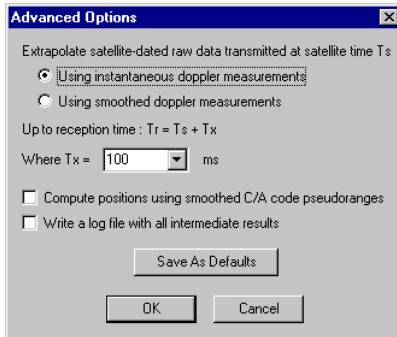 Advanced Options
Extrapolate satellite-dated raw data transmitted at satellite time Ts
Using instantaneous doppler measurements
Using smoothed doppler measurements
Up to reception time : Tr = Ts + Tx
Where Tx = 100 ms
Compute positions using smoothed C/A code pseudoranges
Write a log file with all intermediate results
Save As Defaults
OK Cancel